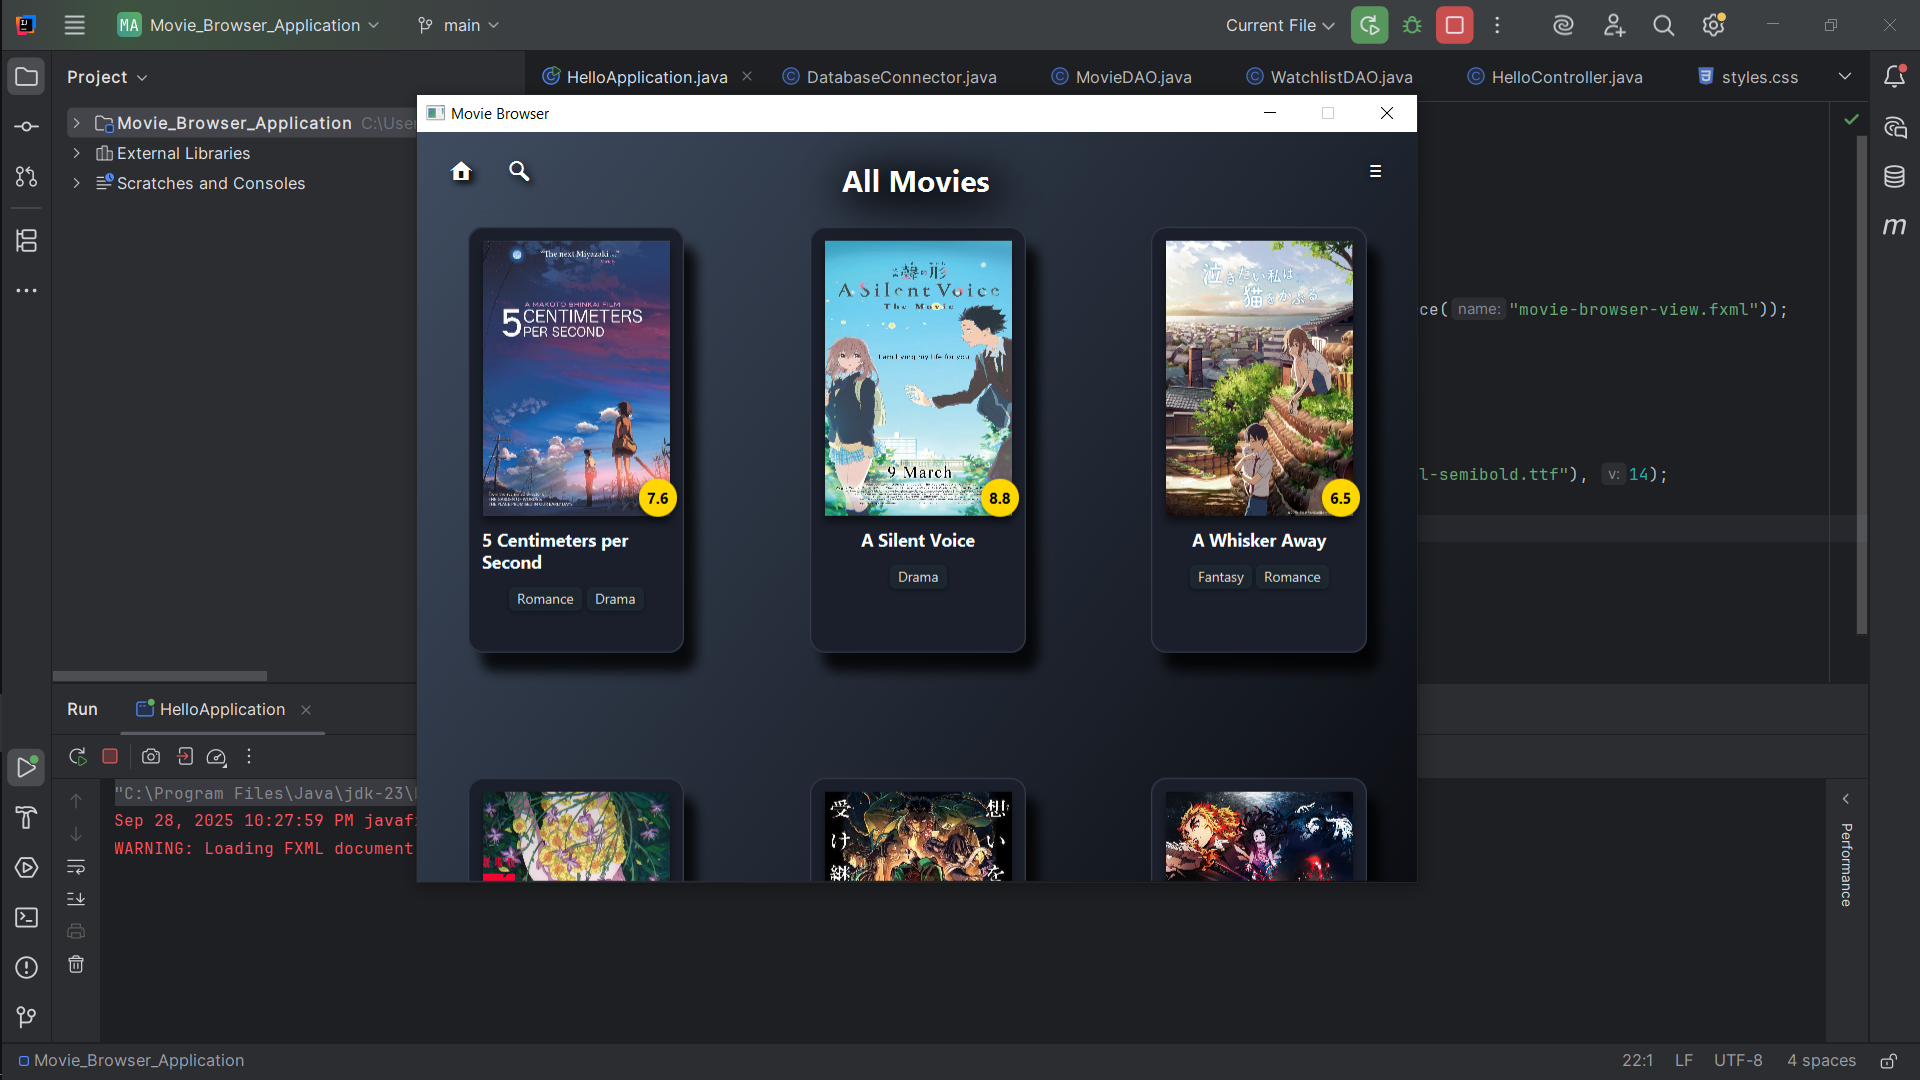 MA Movie_Browser_Application
main
Current File
Project
HelloApplication.java
DatabaseConnector.java
MovieDAO.java
WatchlistDAO.java
HelloController.java
styles.css
Movie_Browser_Application C:\Use
External Libraries
Scratches and Consoles
ce( name: "movie-browser-view.fxml"));
l-semibold.ttf"), v: 14);
Movie Browser
All Movies
"The next Miyazaki..."
A MAKOTO SHINKAI FILM
5 CENTIMETERS
PER SECOND
7.6
5 Centimeters per
Second
Romance
Drama
A Silent Voice
The Movie
9 March
8.8
A Silent Voice
Drama
泣きたい私は
猫をかぶる
6.5
A Whisker Away
Fantasy
Romance
想いを
受け継
Run
HelloApplication
"C:\Program Files\Java\jdk-23\
Sep 28, 2025 10:27:59 PM javaf
WARNING: Loading FXML document
Performance
Movie_Browser_Application
22:1
LF
UTF-8
4 spaces
m